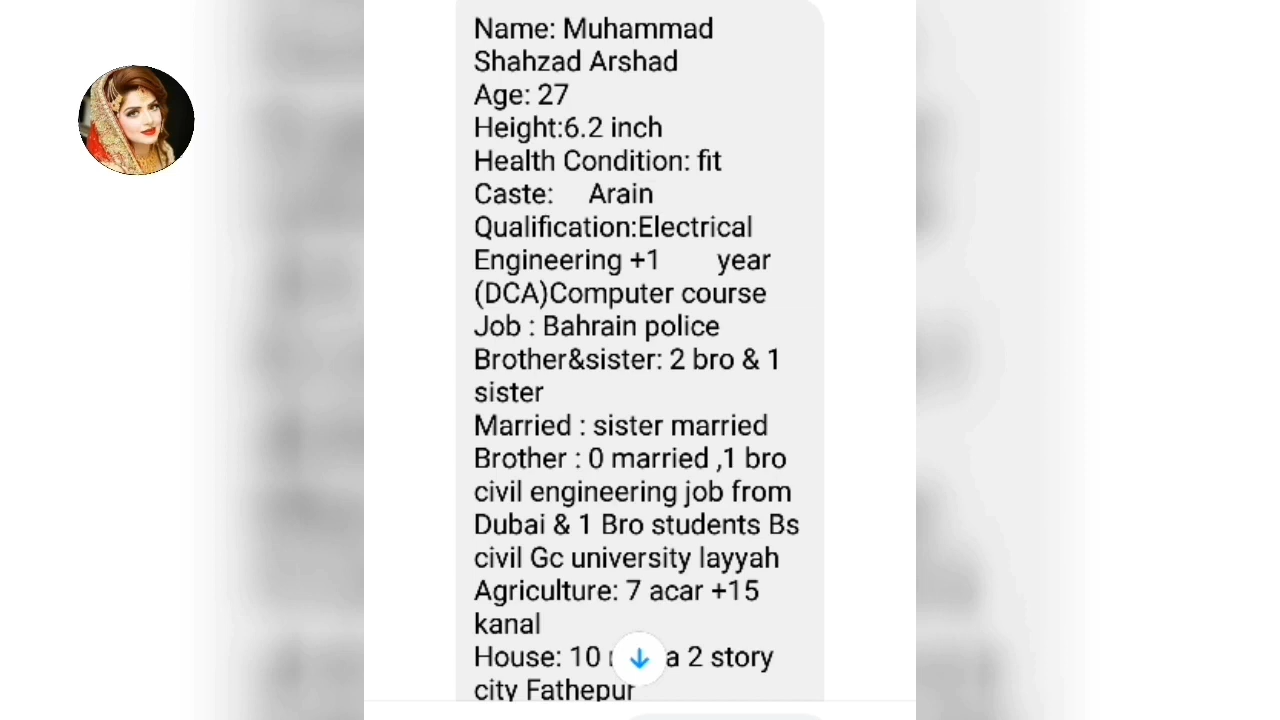 Name: Muhammad
Shahzad Arshad
Age: 27
Height:6.2 inch
Health Condition: fit
Caste: Arain
Qualification:Electrical
Engineering +1 year
(DCA)Computer course
Job : Bahrain police
Brother&sister: 2 bro & 1
sister
Married : sister married
Brother : 0 married ,1 bro
civil engineering job from
Dubai & 1 Bro students Bs
civil Gc university layyah
Agriculture: 7 acar +15
kanal
House: 10 2 story
city Fathepur